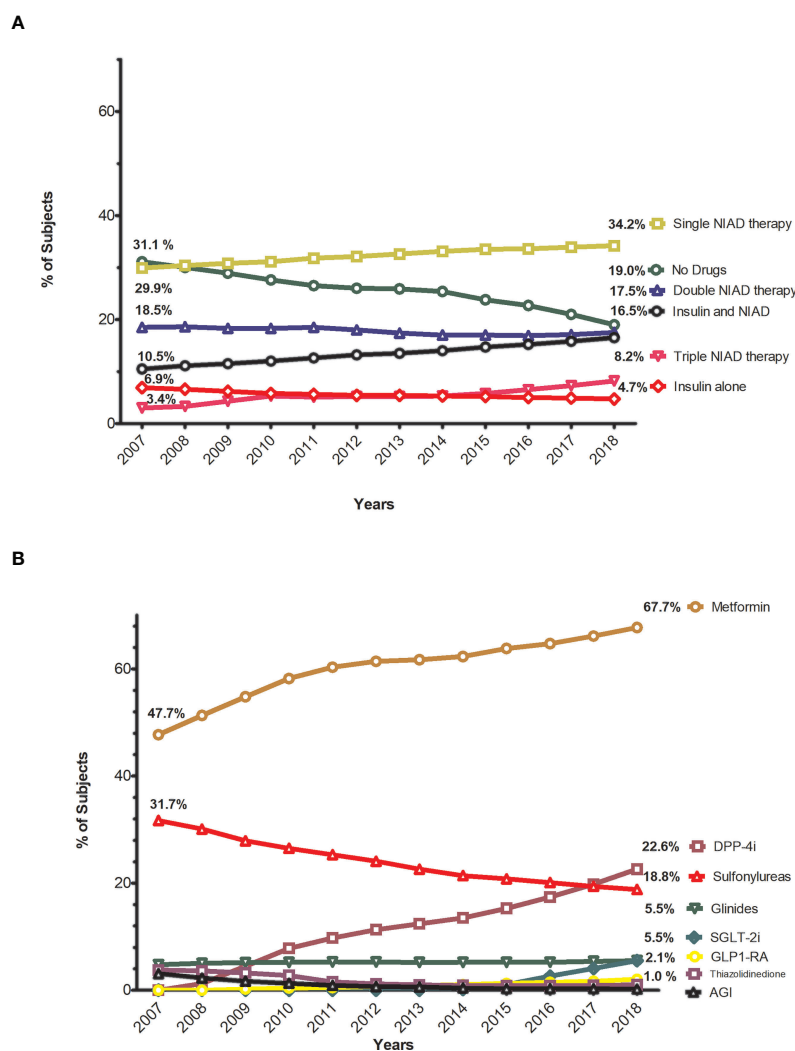 A
% of Subjects
60
40
20
0
31.1 %
29.9%
18.5%
10.5%
6.9%
3.4%
34.2% Single NIAD therapy
19.0% No Drugs
17.5% Double NIAD therapy
16.5% Insulin and NIAD
8.2% Triple NIAD therapy
4.7% Insulin alone
2007 2008 2009 2010 2011 2012 2013 2014 2015 2016 2017 2018
Years
B
% of Subjects
60
40
20
0
47.7%
31.7%
67.7% Metformin
22.6% DPP-4i
18.8% Sulfonylureas
5.5% Glinides
5.5% SGLT-2i
2.1% GLP1-RA
1.0 % Thiazolidinedione
AGI
2007 2008 2009 2010 2011 2012 2013 2014 2015 2016 2017 2018
Years